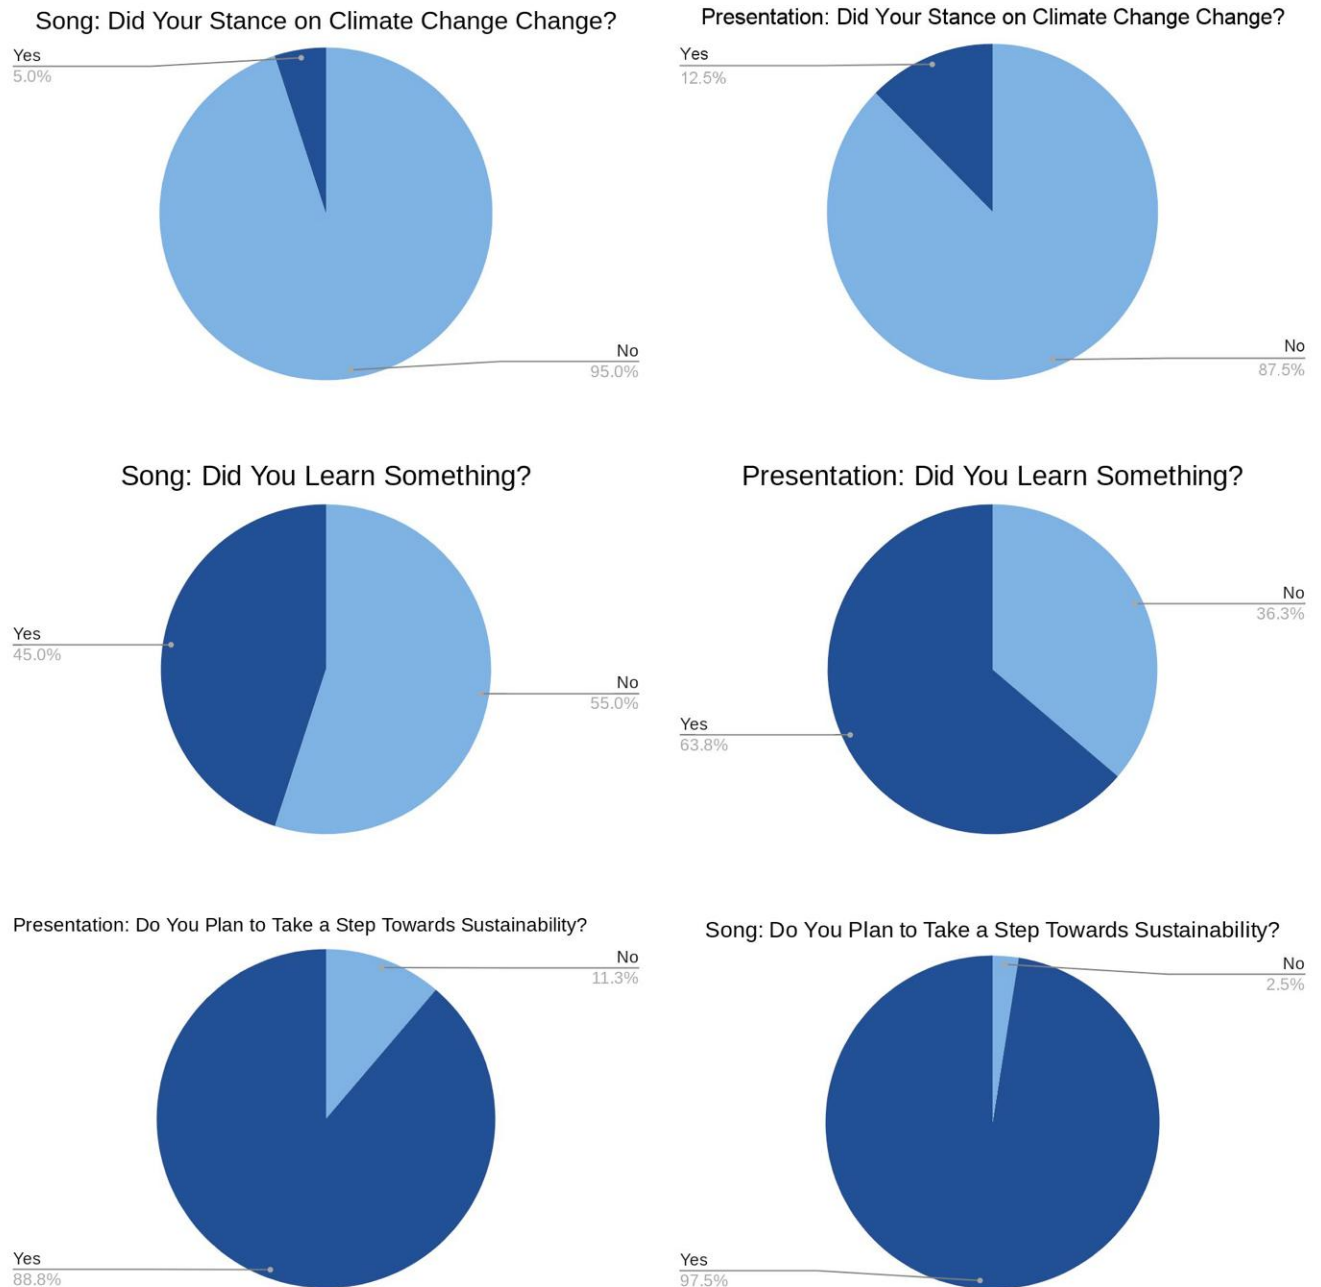 Song: Did Your Stance on Climate Change Change?
Yes
5.0%
No
95.0%
Presentation: Did Your Stance on Climate Change Change?
Yes
12.5%
No
87.5%
Song: Did You Learn Something?
Yes
45.0%
No
55.0%
Presentation: Did You Learn Something?
No
36.3%
Yes
63.8%
Presentation: Do You Plan to Take a Step Towards Sustainability?
No
11.3%
Yes
88.8%
Song: Do You Plan to Take a Step Towards Sustainability?
No
2.5%
Yes
97.5%